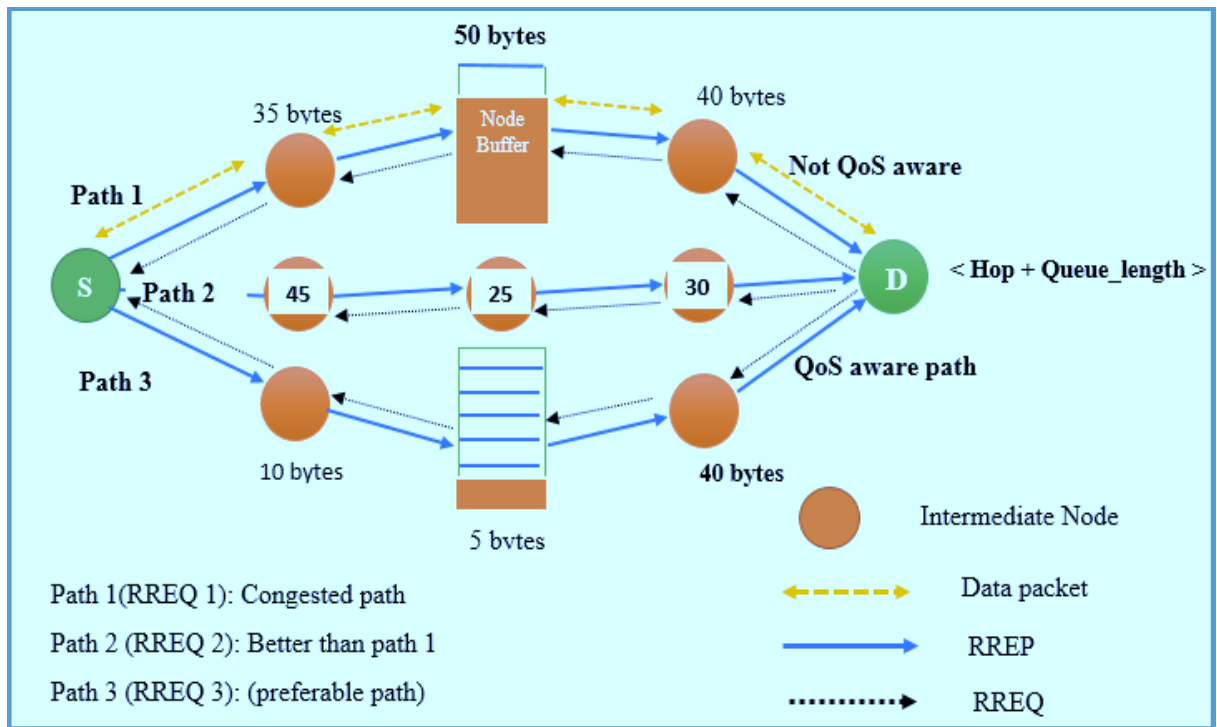 50 bytes
35 bytes
40 bytes
Node
Buffer
Not QoS aware
Path 1
S
Path 2
45
25
30
D
< Hop + Queue_length >
Path 3
QoS aware path
10 bytes
40 bytes
5 bytes
Intermediate Node
Path 1(RREQ 1): Congested path
Data packet
Path 2 (RREQ 2): Better than path 1
RREP
Path 3 (RREQ 3): (preferable path)
RREQ